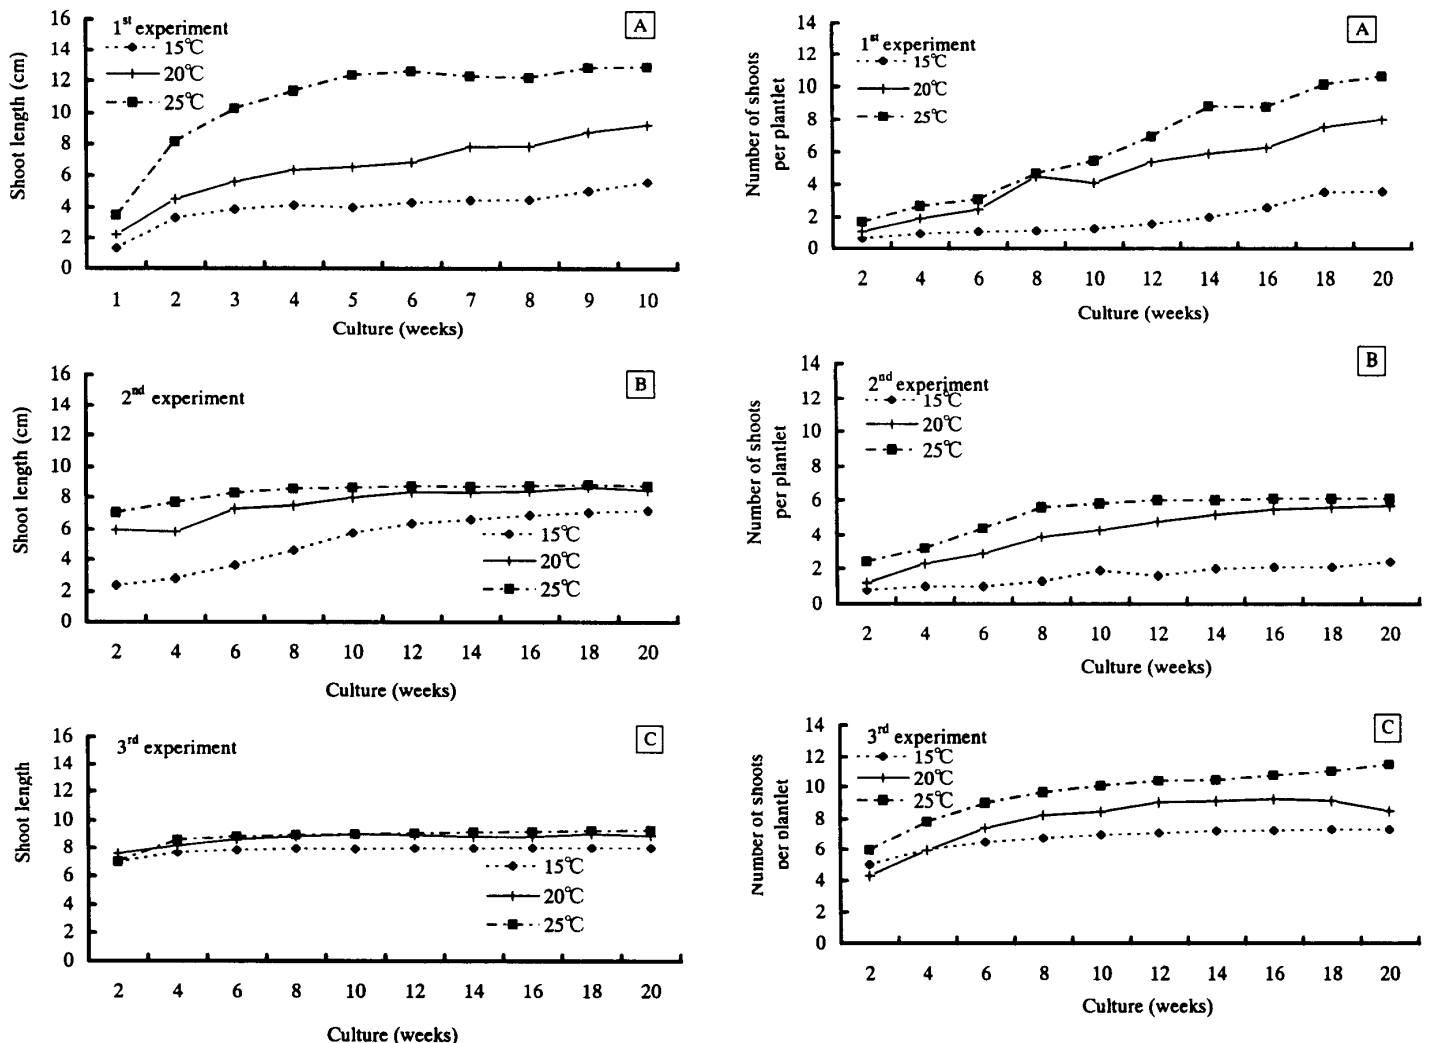 16
14
12
10
8
6
4
2
0
Shoot length (cm)
1st experiment
15℃
20℃
25℃
A
1 2 3 4 5 6 7 8 9 10
Culture (weeks)
14
12
10
8
6
4
2
0
Number of shoots
per plantlet
1st experiment
15℃
20℃
25℃
A
2 4 6 8 10 12 14 16 18 20
Culture (weeks)
16
14
12
10
8
6
4
2
0
Shoot length (cm)
2nd experiment
B
15℃
20℃
25℃
2 4 6 8 10 12 14 16 18 20
Culture (weeks)
14
12
10
8
6
4
2
0
Number of shoots
per plantlet
2nd experiment
15℃
20℃
25℃
B
2 4 6 8 10 12 14 16 18 20
Culture (weeks)
16
14
12
10
8
6
4
2
0
Shoot length
3rd experiment
C
15℃
20℃
25℃
2 4 6 8 10 12 14 16 18 20
Culture (weeks)
14
12
10
8
6
4
2
0
Number of shoots
per plantlet
3rd experiment
15℃
20℃
25℃
C
2 4 6 8 10 12 14 16 18 20
Culture (weeks)